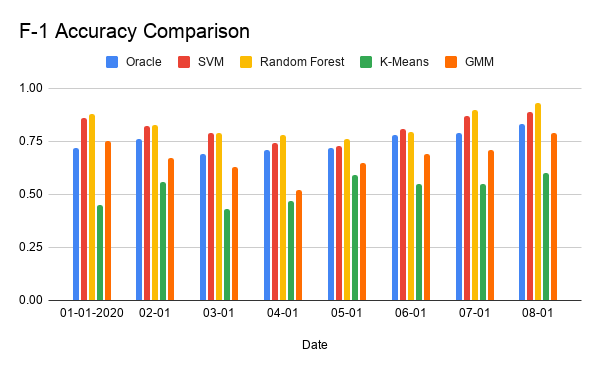 F-1 Accuracy Comparison
Oracle SVM Random Forest K-Means GMM
1.00
0.75
0.50
0.25
0.00
01-01-2020 02-01 03-01 04-01 05-01 06-01 07-01 08-01
Date